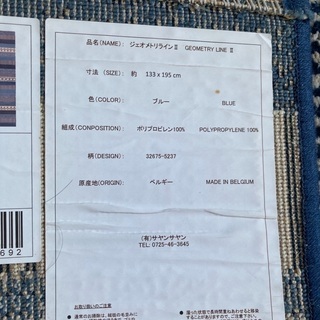 品名(NAME): ジェオメトリラインⅡ GEOMETRY LINE Ⅱ
寸法 (SIZE): 約 133 x 195 cm
色(COLOR): ブルー BLUE
組成(CONPOSITION): ポリプロピレン100% POLYPROPYLENE 100%
柄(DESIGN): 32675-5237
原産地(ORIGIN): ベルギー MADE IN BELGIUM
(有)サヤンサヤン
TEL: 0725-46-3645
お取り扱いのご注意
692